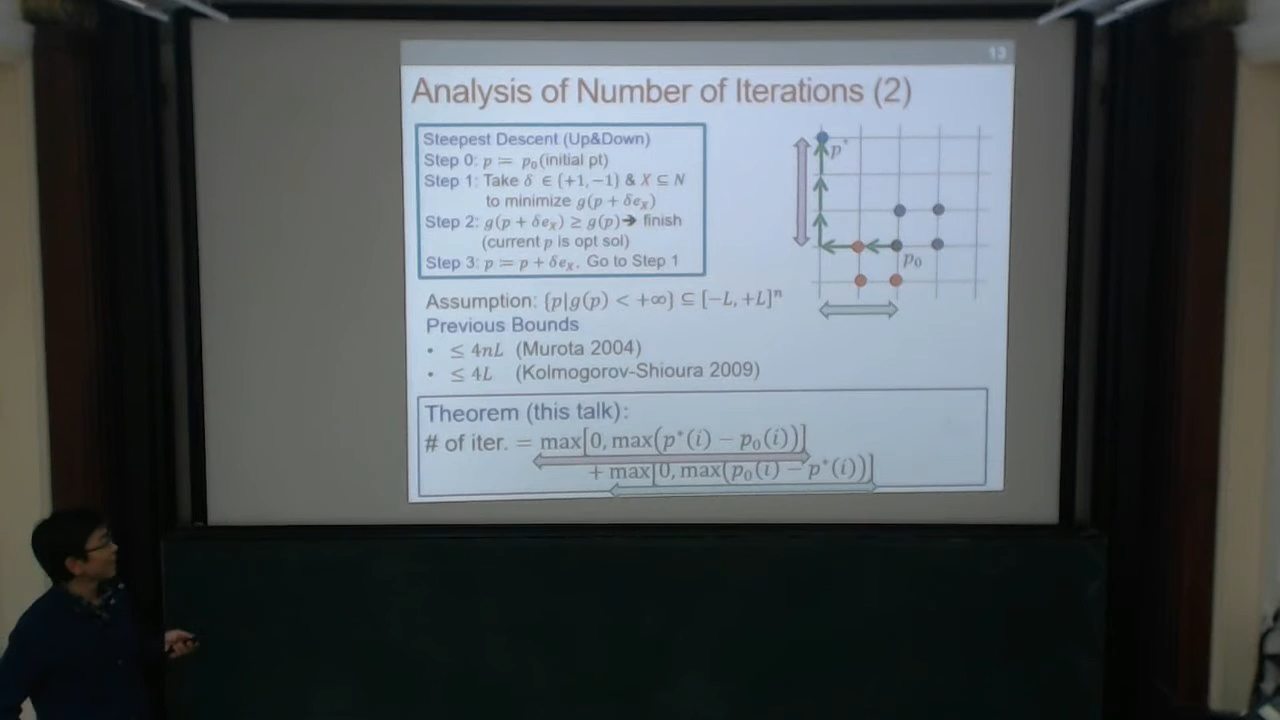 13
Analysis of Number of Iterations (2)
Steepest Descent (Up&Down)
Step 0: p ≔ p₀(initial pt)
Step 1: Take δ ∈ {+1, −1} & X ⊆ N
to minimize g(p + δe_X)
Step 2: g(p + δe_X) ≥ g(p)➔ finish
(current p is opt sol)
Step 3: p ≔ p + δe_X. Go to Step 1
p*
p₀
Assumption: {p|g(p) < +∞} ⊆ [−L, +L]ⁿ
Previous Bounds
• ≤ 4nL (Murota 2004)
• ≤ 4L (Kolmogorov-Shioura 2009)
Theorem (this talk):
# of iter. = max[0, max(p*(i) − p₀(i))]
+ max[0, max(p₀(i) − p*(i))]